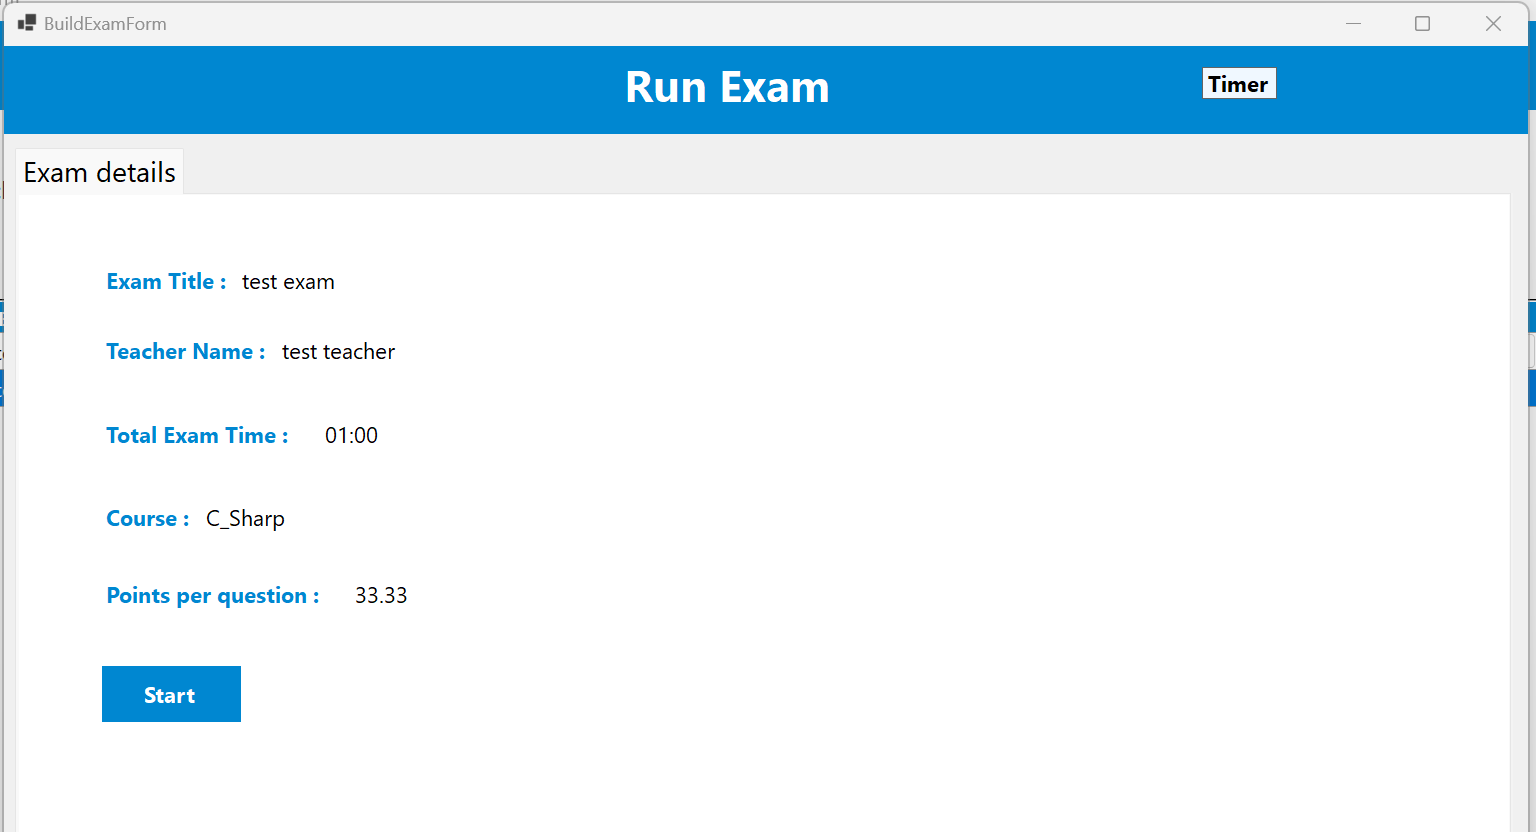 BuildExamForm
Run Exam
Timer
Exam details
Exam Title : test exam
Teacher Name : test teacher
Total Exam Time : 01:00
Course : C_Sharp
Points per question : 33.33
Start